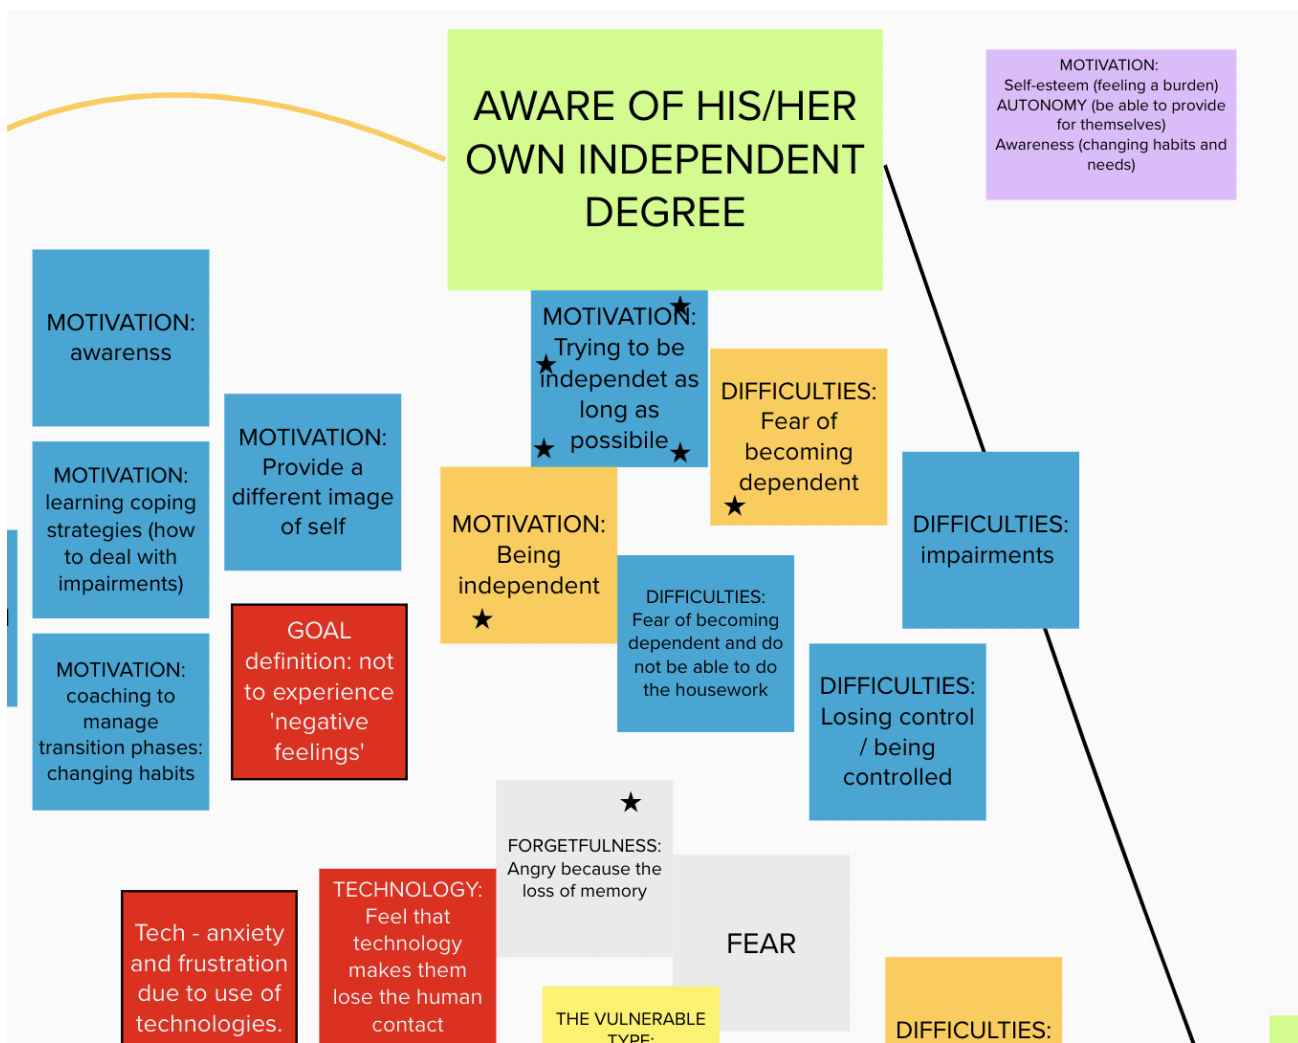 AWARE OF HIS/HER
OWN INDEPENDENT
DEGREE
MOTIVATION:
Self-esteem (feeling a burden)
AUTONOMY (be able to provide
for themselves)
Awareness (changing habits and
needs)
MOTIVATION:
awarenss
MOTIVATION:
Trying to be
independet as
long as
possibile
DIFFICULTIES:
Fear of
becoming
dependent
MOTIVATION:
Provide a
different image
of self
MOTIVATION:
learning coping
strategies (how
to deal with
impairments)
MOTIVATION:
Being
independent
DIFFICULTIES:
impairments
DIFFICULTIES:
Fear of becoming
dependent and do
not be able to do
the housework
GOAL
definition: not
to experience
'negative
feelings'
MOTIVATION:
coaching to
manage
transition phases:
changing habits
DIFFICULTIES:
Losing control
/ being
controlled
FORGETFULNESS:
Angry because the
loss of memory
TECHNOLOGY:
Feel that
technology
makes them
lose the human
contact
Tech - anxiety
and frustration
due to use of
technologies.
FEAR
THE VULNERABLE
TYPE:
DIFFICULTIES: